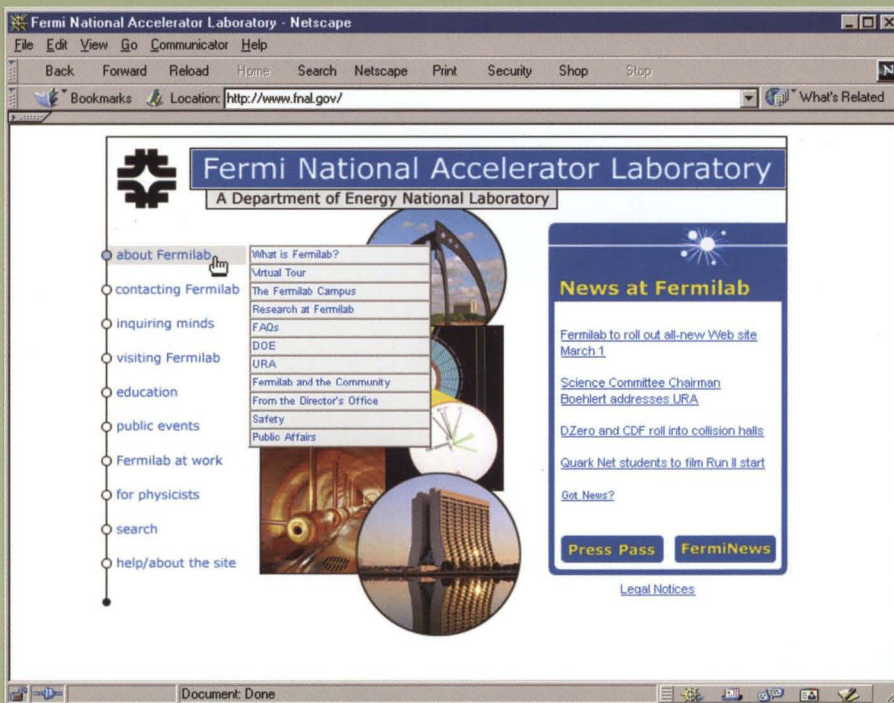 Fermi National Accelerator Laboratory - Netscape
File Edit View Go Communicator Help
Back Forward Reload Home Search Netscape Print Security Shop Stop
N
Bookmarks Location: http://www.fnal.gov/ What's Related
Fermi National Accelerator Laboratory
A Department of Energy National Laboratory
about Fermilab
contacting Fermilab
inquiring minds
visiting Fermilab
education
public events
Fermilab at work
for physicists
search
help/about the site
What is Fermilab?
Virtual Tour
The Fermilab Campus
Research at Fermilab
FAQs
DOE
URA
Fermilab and the Community
From the Director's Office
Safety
Public Affairs
News at Fermilab
Fermilab to roll out all-new Web site
March 1
Science Committee Chairman
Boehlert addresses URA
DZero and CDF roll into collision halls
Quark Net students to film Run II start
Got News?
Press Pass FermiNews
Legal Notices
Document: Done